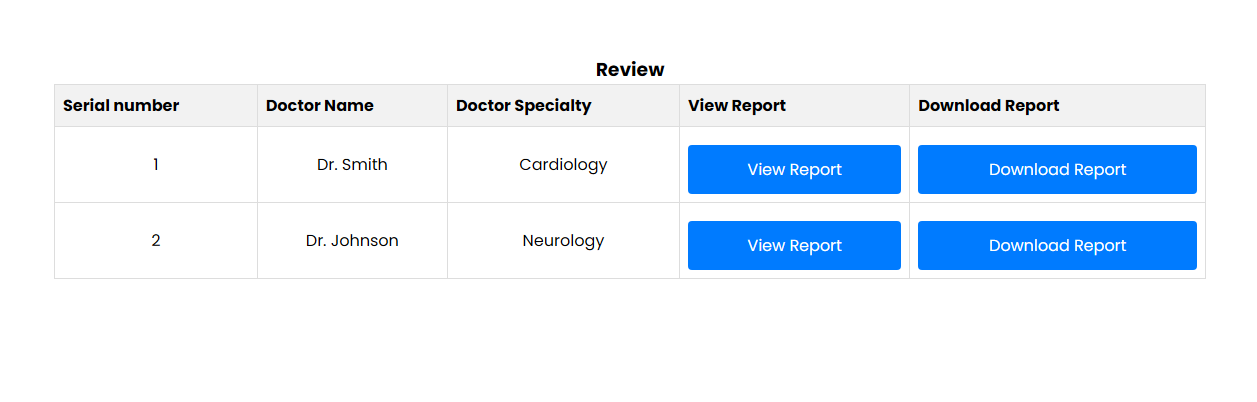 Review
Serial number Doctor Name Doctor Specialty View Report Download Report
1 Dr. Smith Cardiology View Report Download Report
2 Dr. Johnson Neurology View Report Download Report